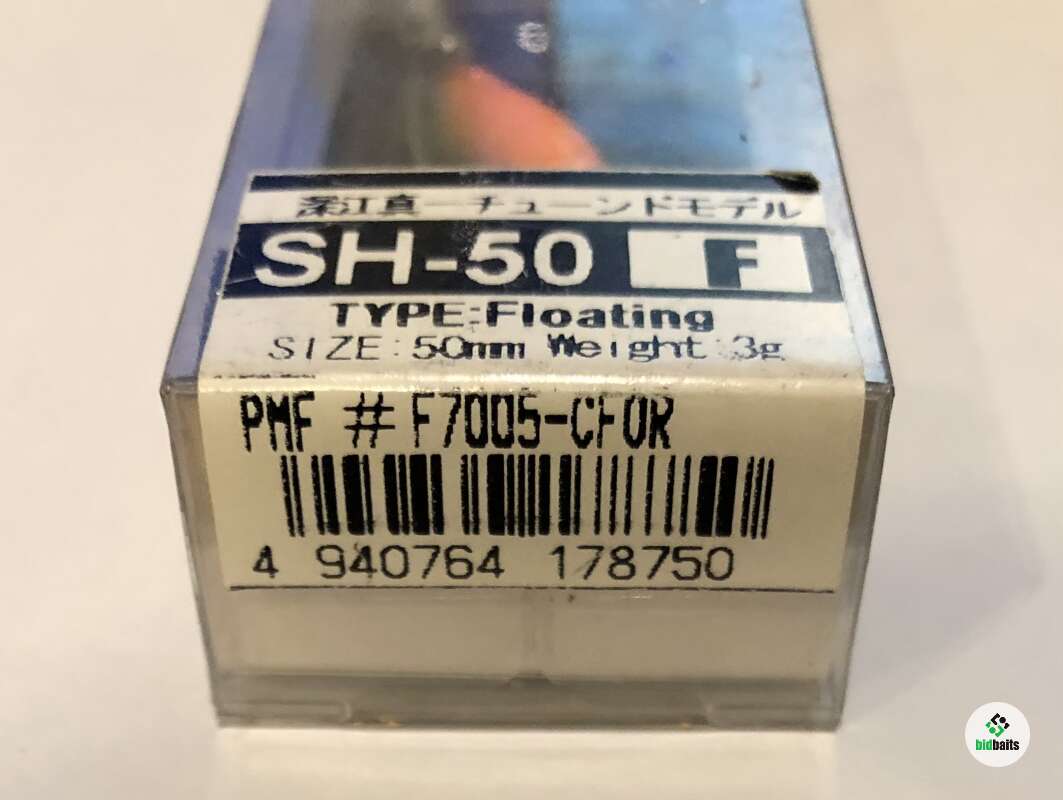 深江真一チューンドモデル
SH-50 F
TYPE:Floating
SIZE:50mm Weight:3g
PMF # F7005-CFOR
4 940764 178750
bidbaits